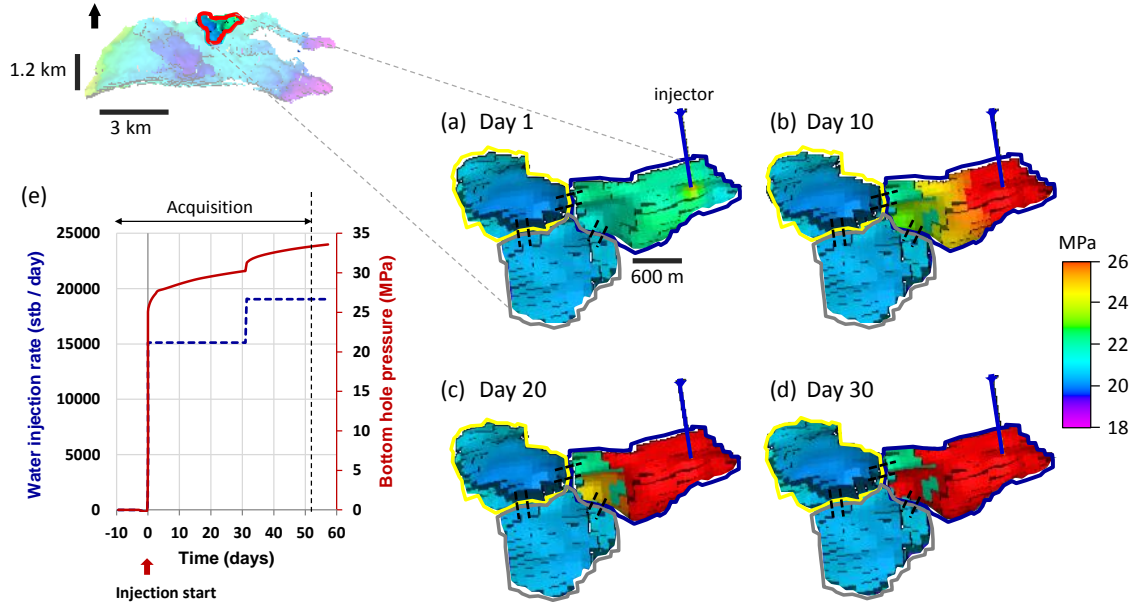 1.2 km
3 km
injector
(a) Day 1
(b) Day 10
600 m
MPa
26
24
22
20
18
(c) Day 20
(d) Day 30
(e)
Acquisition
Water injection rate (stb / day)
25000
20000
15000
10000
5000
0
Bottom hole pressure (MPa)
35
30
25
20
15
10
5
0
-10 0 10 20 30 40 50 60
Time (days)
Injection start